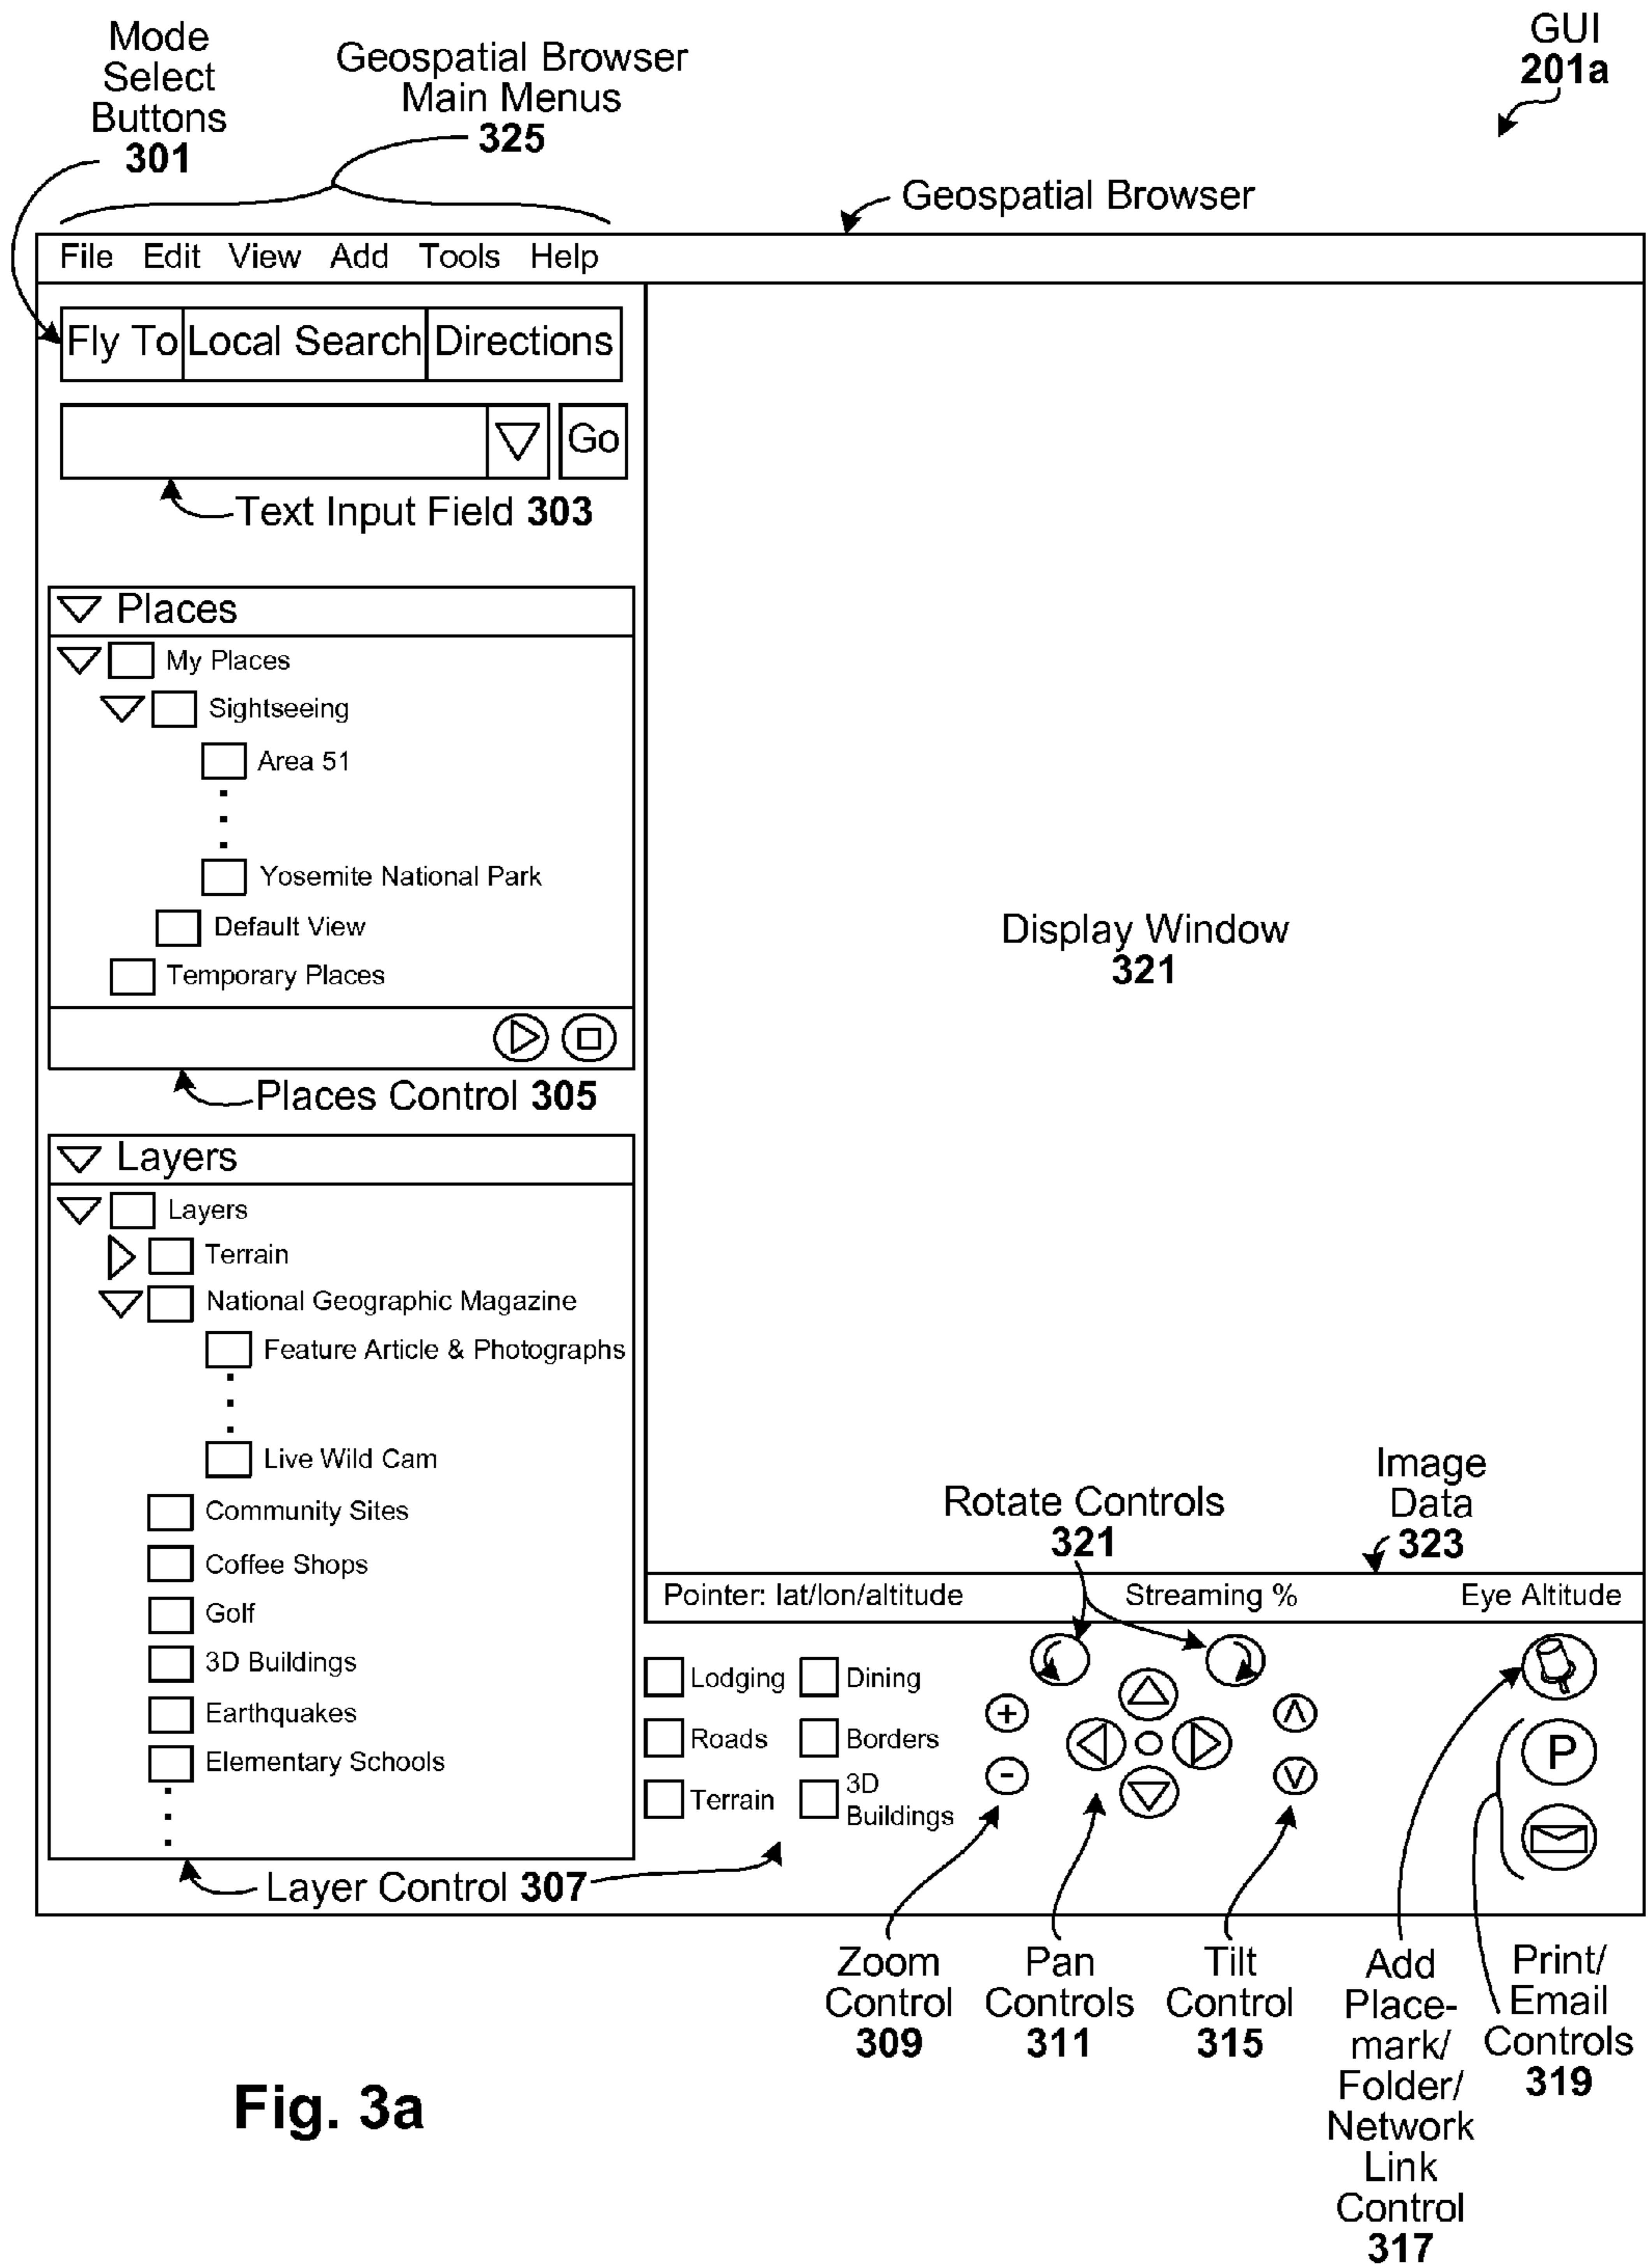 Mode
Select
Buttons
301
Geospatial Browser
Main Menus
325
GUI
201a
Geospatial Browser
File Edit View Add Tools Help
Fly To Local Search Directions
Go
Text Input Field 303
Places
My Places
Sightseeing
Area 51
Yosemite National Park
Default View
Temporary Places
Places Control 305
Display Window
321
Layers
Layers
Terrain
National Geographic Magazine
Feature Article & Photographs
Live Wild Cam
Community Sites
Coffee Shops
Golf
3D Buildings
Earthquakes
Elementary Schools
Layer Control 307
Rotate Controls
321
Image
Data
323
Pointer: lat/lon/altitude Streaming % Eye Altitude
Lodging Dining
Roads Borders
Terrain 3D
Buildings
+
-
P
Zoom
Control
309
Pan
Controls
311
Tilt
Control
315
Add
Place-
mark/
Folder/
Network
Link
Control
317
Print/
Email
Controls
319
Fig. 3a